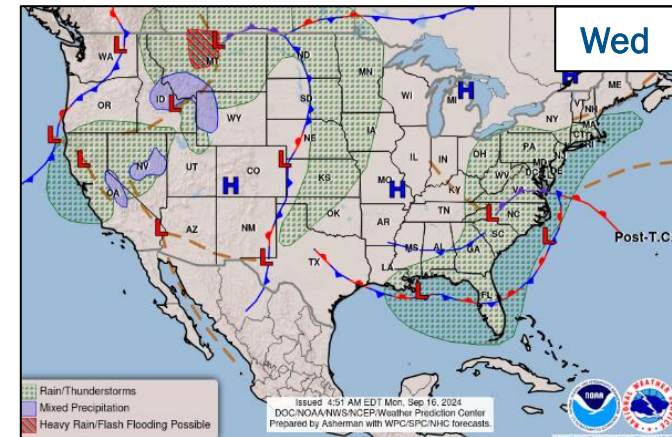 Wed
L
WA
L
MT
ND
MN
OR
ID
L
WY
SD
WI
MI
H
H
ME
VT
NH
NY
MA
CT
RI
L
L
NV
UT
CO
H
L
NE
IA
KS
MO
H
IL
IN
OH
PA
WV
MD
DE
NJ
VA
KY
CA
L
AZ
NM
L
OK
AR
TN
L
NC
SC
L
Post-T.C.
TX
LA
MS
AL
GA
L
FL
Rain/Thunderstorms
Mixed Precipitation
Heavy Rain/Flash Flooding Possible
Issued 4:51 AM EDT Mon, Sep 16, 2024
DOC/NOAA/NWS/NCEP/Weather Prediction Center
Prepared by Asherman with WPC/SPC/NHC forecasts.
NOAA